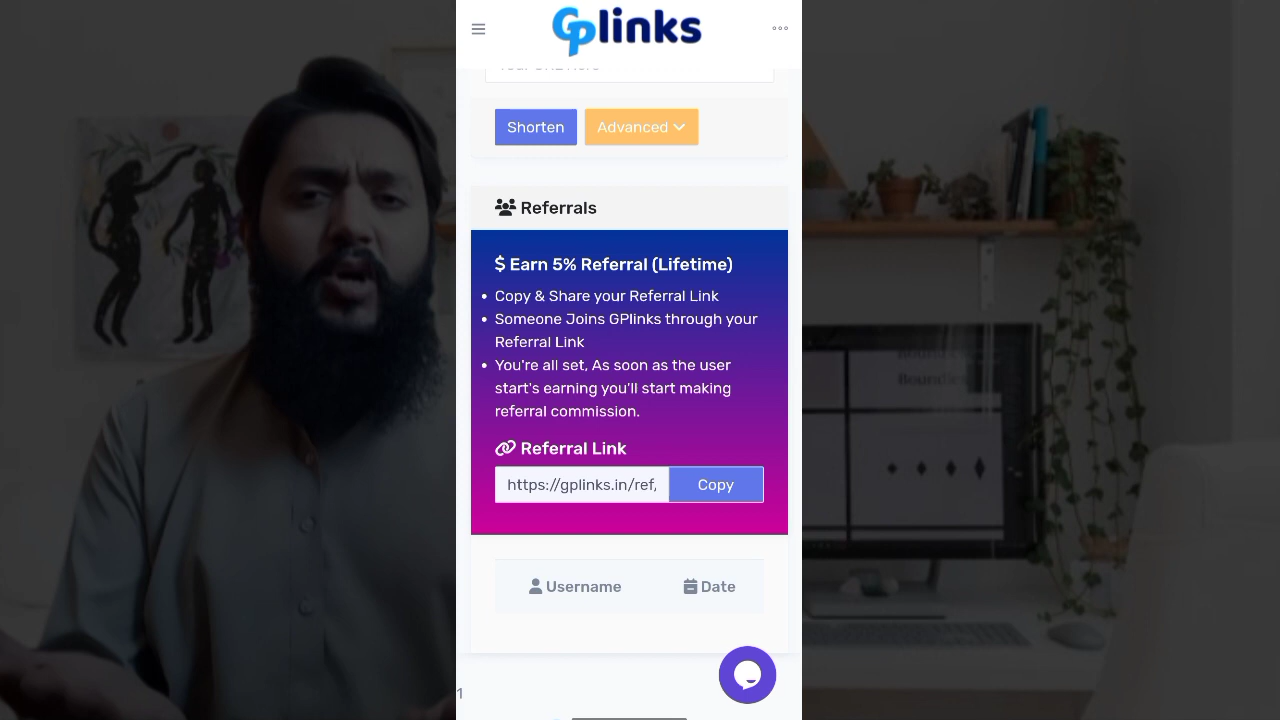 Gplinks
Shorten
Advanced
Referrals
$ Earn 5% Referral (Lifetime)
• Copy & Share your Referral Link
• Someone Joins GPlinks through your
Referral Link
• You're all set, As soon as the user
start's earning you'll start making
referral commission.
Referral Link
https://gplinks.in/ref,
Copy
Username
Date
1